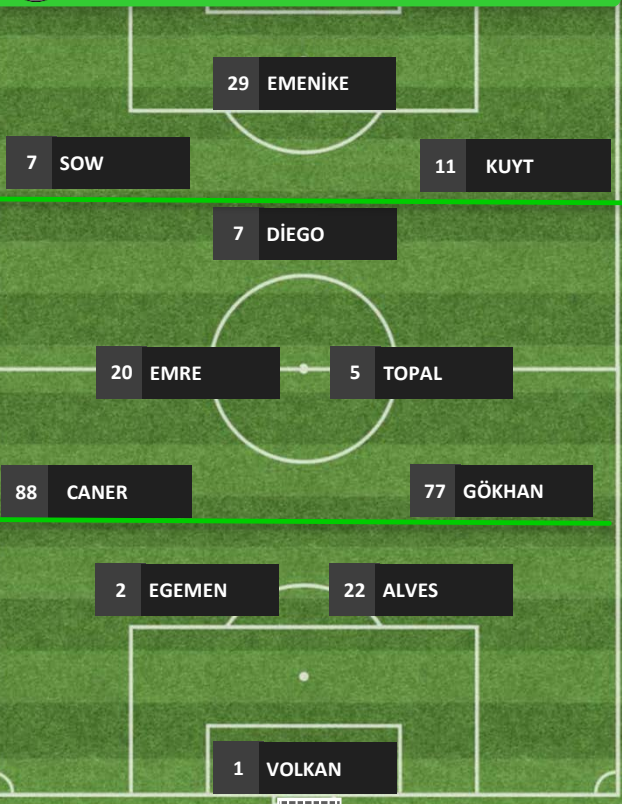 29 EMENİKE
7 SOW
11 KUYT
7 DİEGO
20 EMRE
5 TOPAL
88 CANER
77 GÖKHAN
2 EGEMEN
22 ALVES
1 VOLKAN